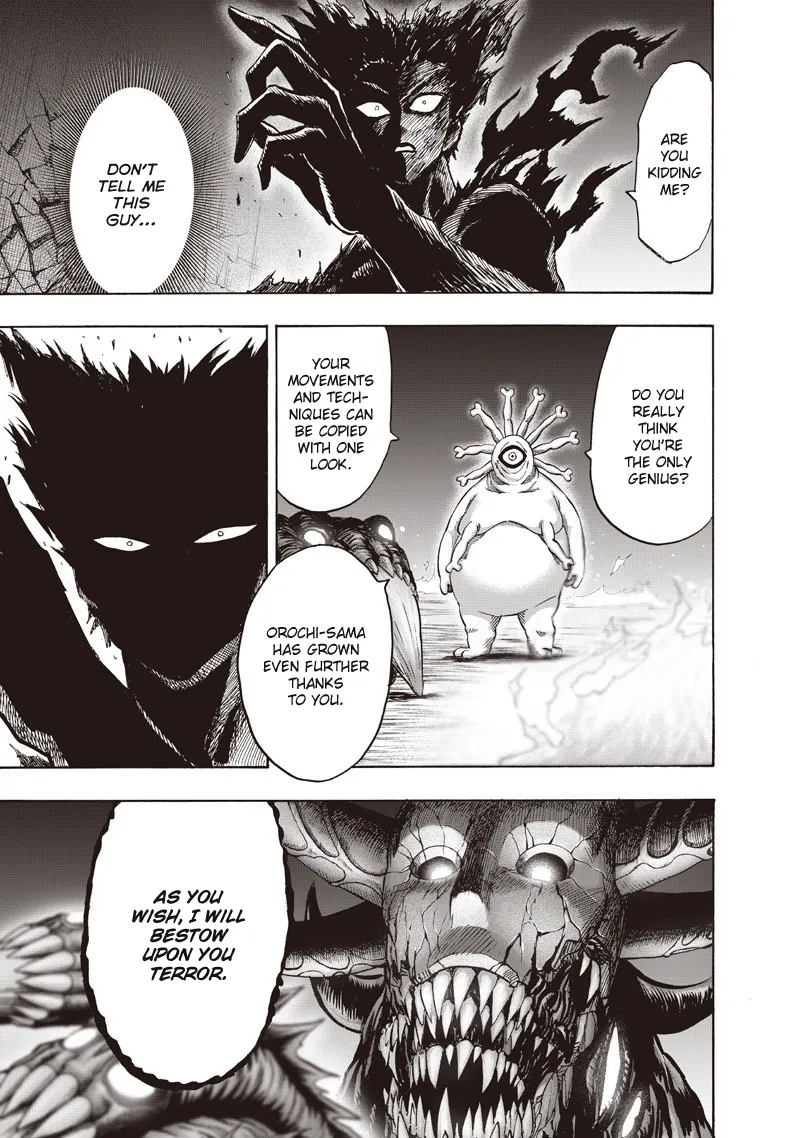 ARE
YOU
KIDDING
ME?
DON'T
TELL ME
THIS
GUY...
DO YOU
REALLY
THINK
YOU'RE
THE ONLY
GENIUS?
YOUR
MOVEMENTS
AND TECH-
NIQUES CAN
BE COPIED
WITH ONE
LOOK.
OROCHI-SAMA
HAS GROWN
EVEN FURTHER
THANKS
TO YOU.
AS YOU
WISH, I WILL
BESTOW
UPON YOU
TERROR.